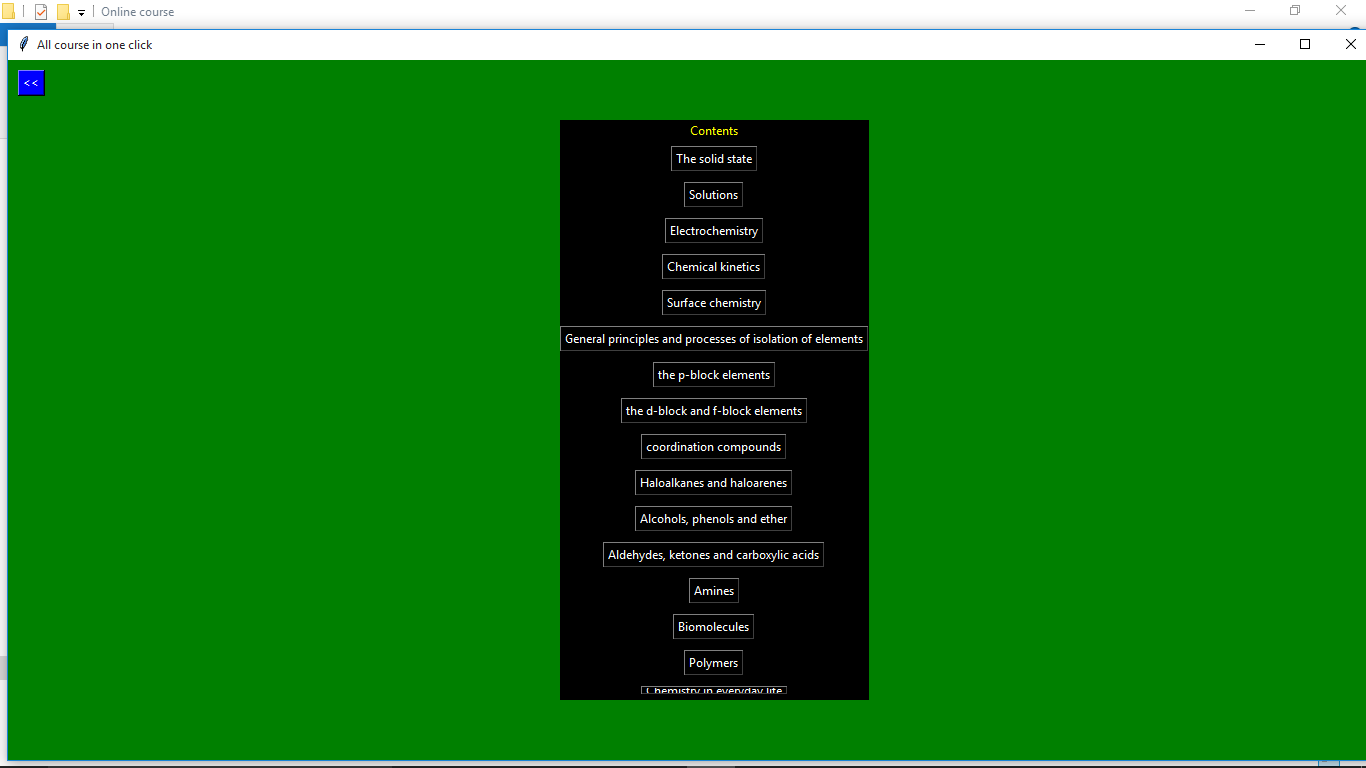 Online course
All course in one click
<<
Contents
The solid state
Solutions
Electrochemistry
Chemical kinetics
Surface chemistry
General principles and processes of isolation of elements
the p-block elements
the d-block and f-block elements
coordination compounds
Haloalkanes and haloarenes
Alcohols, phenols and ether
Aldehydes, ketones and carboxylic acids
Amines
Biomolecules
Polymers
Chemistry in everyday life